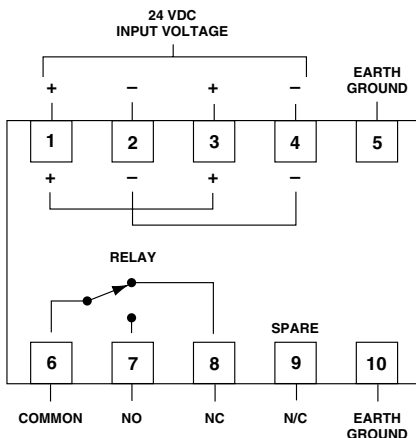 24 VDC
INPUT VOLTAGE
EARTH
GROUND
+ – + –
1 2 3 4 5
+ – + –
RELAY
SPARE
6 7 8 9 10
COMMON NO NC N/C EARTH
GROUND